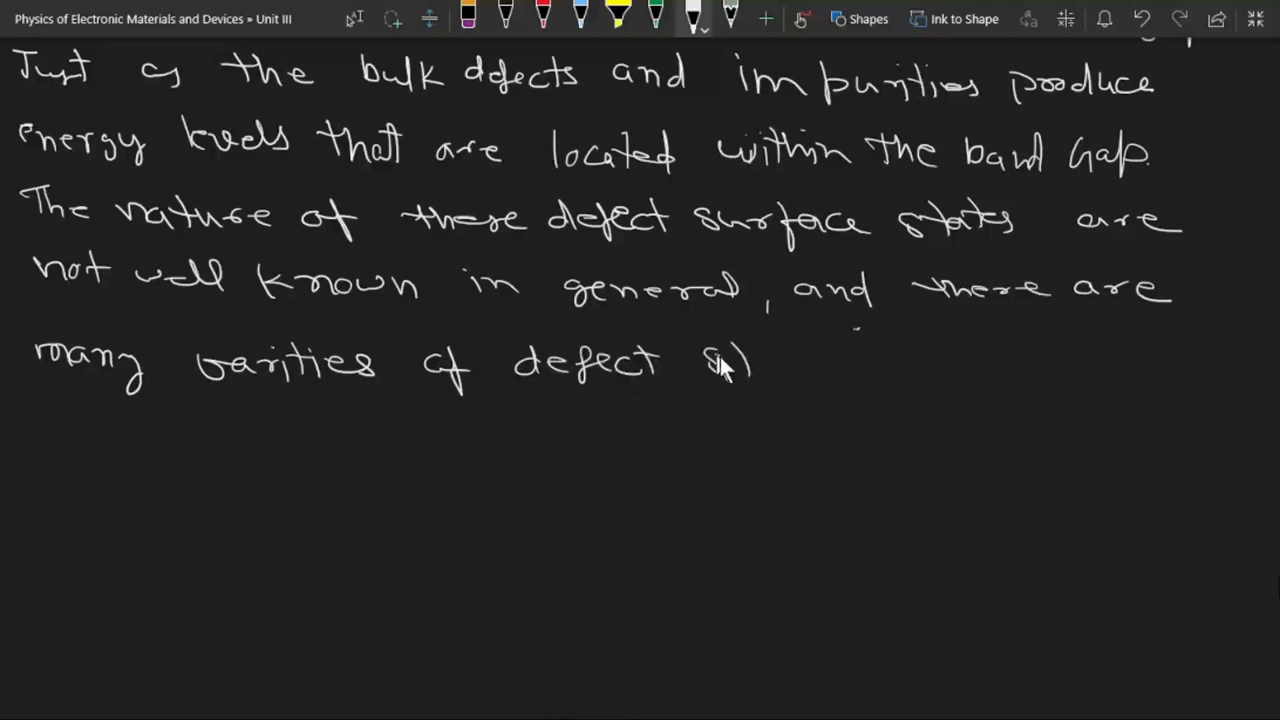 Physics of Electronic Materials and Devices » Unit III
Shapes
Ink to Shape
Just as the bulk defects and impurities produce
energy levels that are located within the band Gap.
The nature of these defect surface states are
not well known in general, and there are
many varities of defect